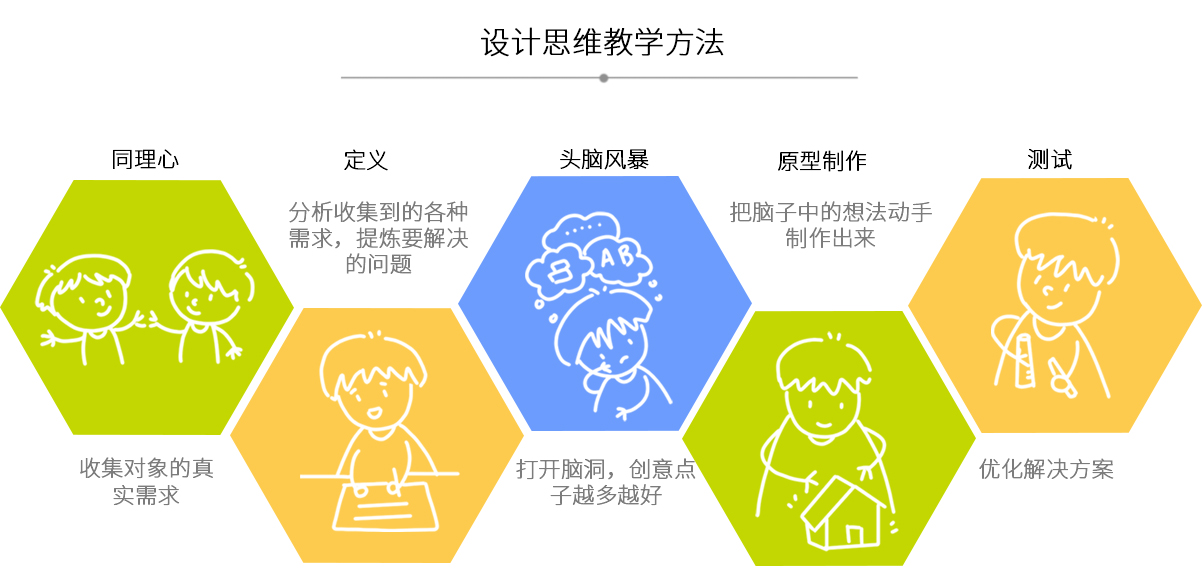 设计思维教学方法
同理心
收集对象的真
实需求
定义
分析收集到的各种
需求，提炼要解决
的问题
头脑风暴
AB
打开脑洞，创意点
子越多越好
原型制作
把脑子中的想法动手
制作出来
测试
优化解决方案